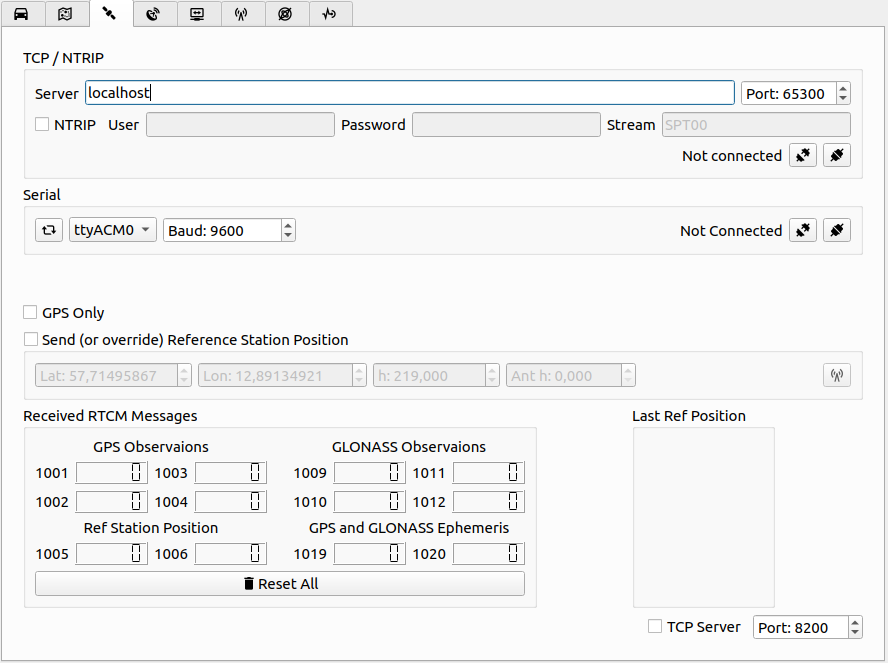 TCP / NTRIP
Server localhost Port: 65300
NTRIP User Password Stream SPT00
Not connected
Serial
ttyACM0 Baud: 9600 Not Connected
GPS Only
Send (or override) Reference Station Position
Lat: 57,71495867 Lon: 12,89134921 h: 219,000 Ant h: 0,000
Received RTCM Messages Last Ref Position
GPS Observaions GLONASS Observaions
1001 0 1003 0 1009 0 1011 0
1002 0 1004 0 1010 0 1012 0
Ref Station Position GPS and GLONASS Ephemeris
1005 0 1006 0 1019 0 1020 0
Reset All
TCP Server Port: 8200